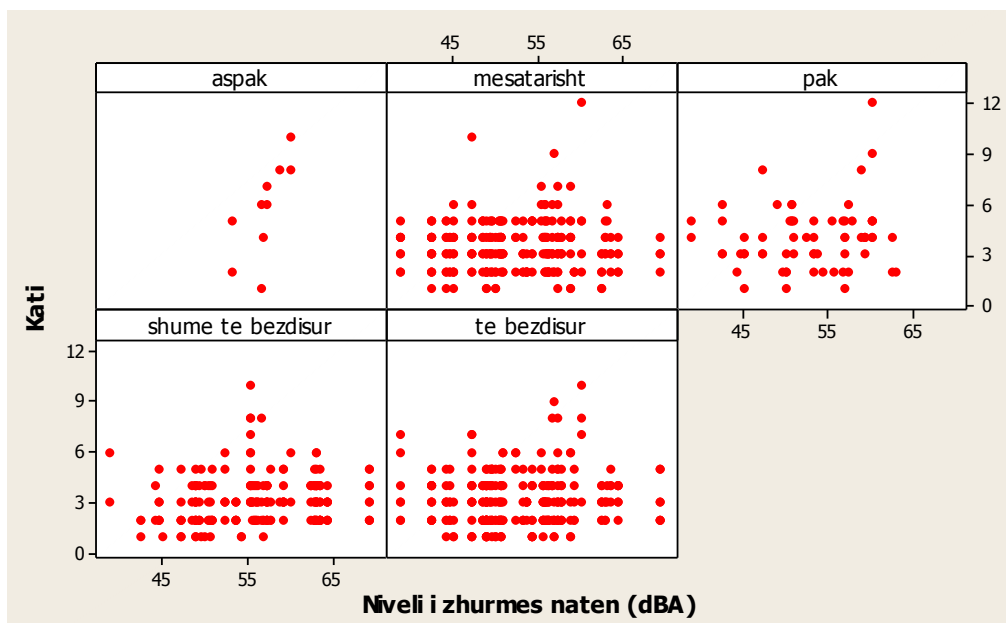 45 55 65
aspak mesatarisht pak
12
9
6
3
0
Kati
shume te bezdisur te bezdisur
45 55 65
12
9
6
3
0
45 55 65
Niveli i zhurmes naten (dBA)